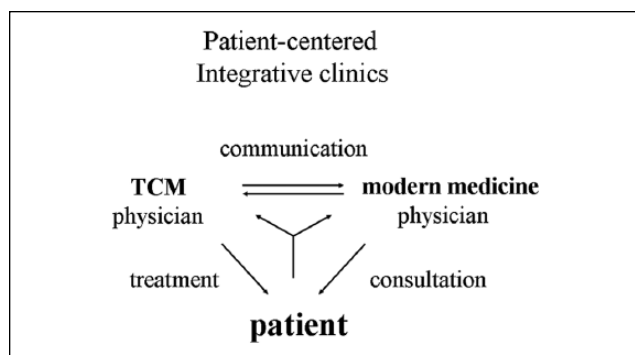 Patient-centered
Integrative clinics
communication
TCM
modern medicine
physician
physician
treatment
consultation
patient